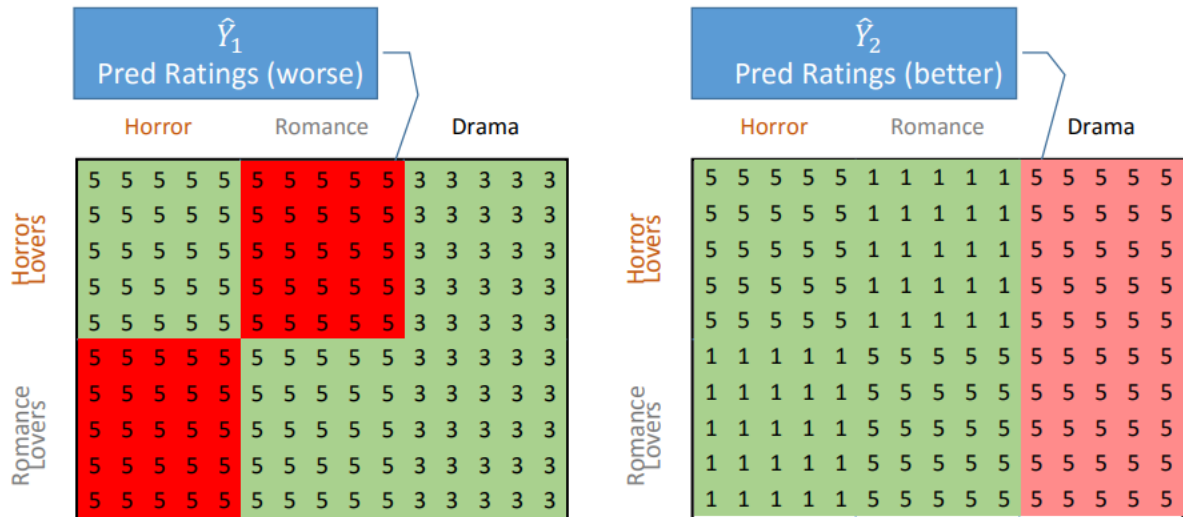 Ŷ₁
Pred Ratings (worse)
Horror Romance Drama
Horror
Lovers
Romance
Lovers
5 5 5 5 5 5 5 5 5 5 3 3 3 3 3
5 5 5 5 5 5 5 5 5 5 3 3 3 3 3
5 5 5 5 5 5 5 5 5 5 3 3 3 3 3
5 5 5 5 5 5 5 5 5 5 3 3 3 3 3
5 5 5 5 5 5 5 5 5 5 3 3 3 3 3
5 5 5 5 5 5 5 5 5 5 3 3 3 3 3
5 5 5 5 5 5 5 5 5 5 3 3 3 3 3
5 5 5 5 5 5 5 5 5 5 3 3 3 3 3
5 5 5 5 5 5 5 5 5 5 3 3 3 3 3
5 5 5 5 5 5 5 5 5 5 3 3 3 3 3
Ŷ₂
Pred Ratings (better)
Horror Romance Drama
Horror
Lovers
Romance
Lovers
5 5 5 5 5 1 1 1 1 1 5 5 5 5 5
5 5 5 5 5 1 1 1 1 1 5 5 5 5 5
5 5 5 5 5 1 1 1 1 1 5 5 5 5 5
5 5 5 5 5 1 1 1 1 1 5 5 5 5 5
5 5 5 5 5 1 1 1 1 1 5 5 5 5 5
1 1 1 1 1 5 5 5 5 5 5 5 5 5 5
1 1 1 1 1 5 5 5 5 5 5 5 5 5 5
1 1 1 1 1 5 5 5 5 5 5 5 5 5 5
1 1 1 1 1 5 5 5 5 5 5 5 5 5 5
1 1 1 1 1 5 5 5 5 5 5 5 5 5 5